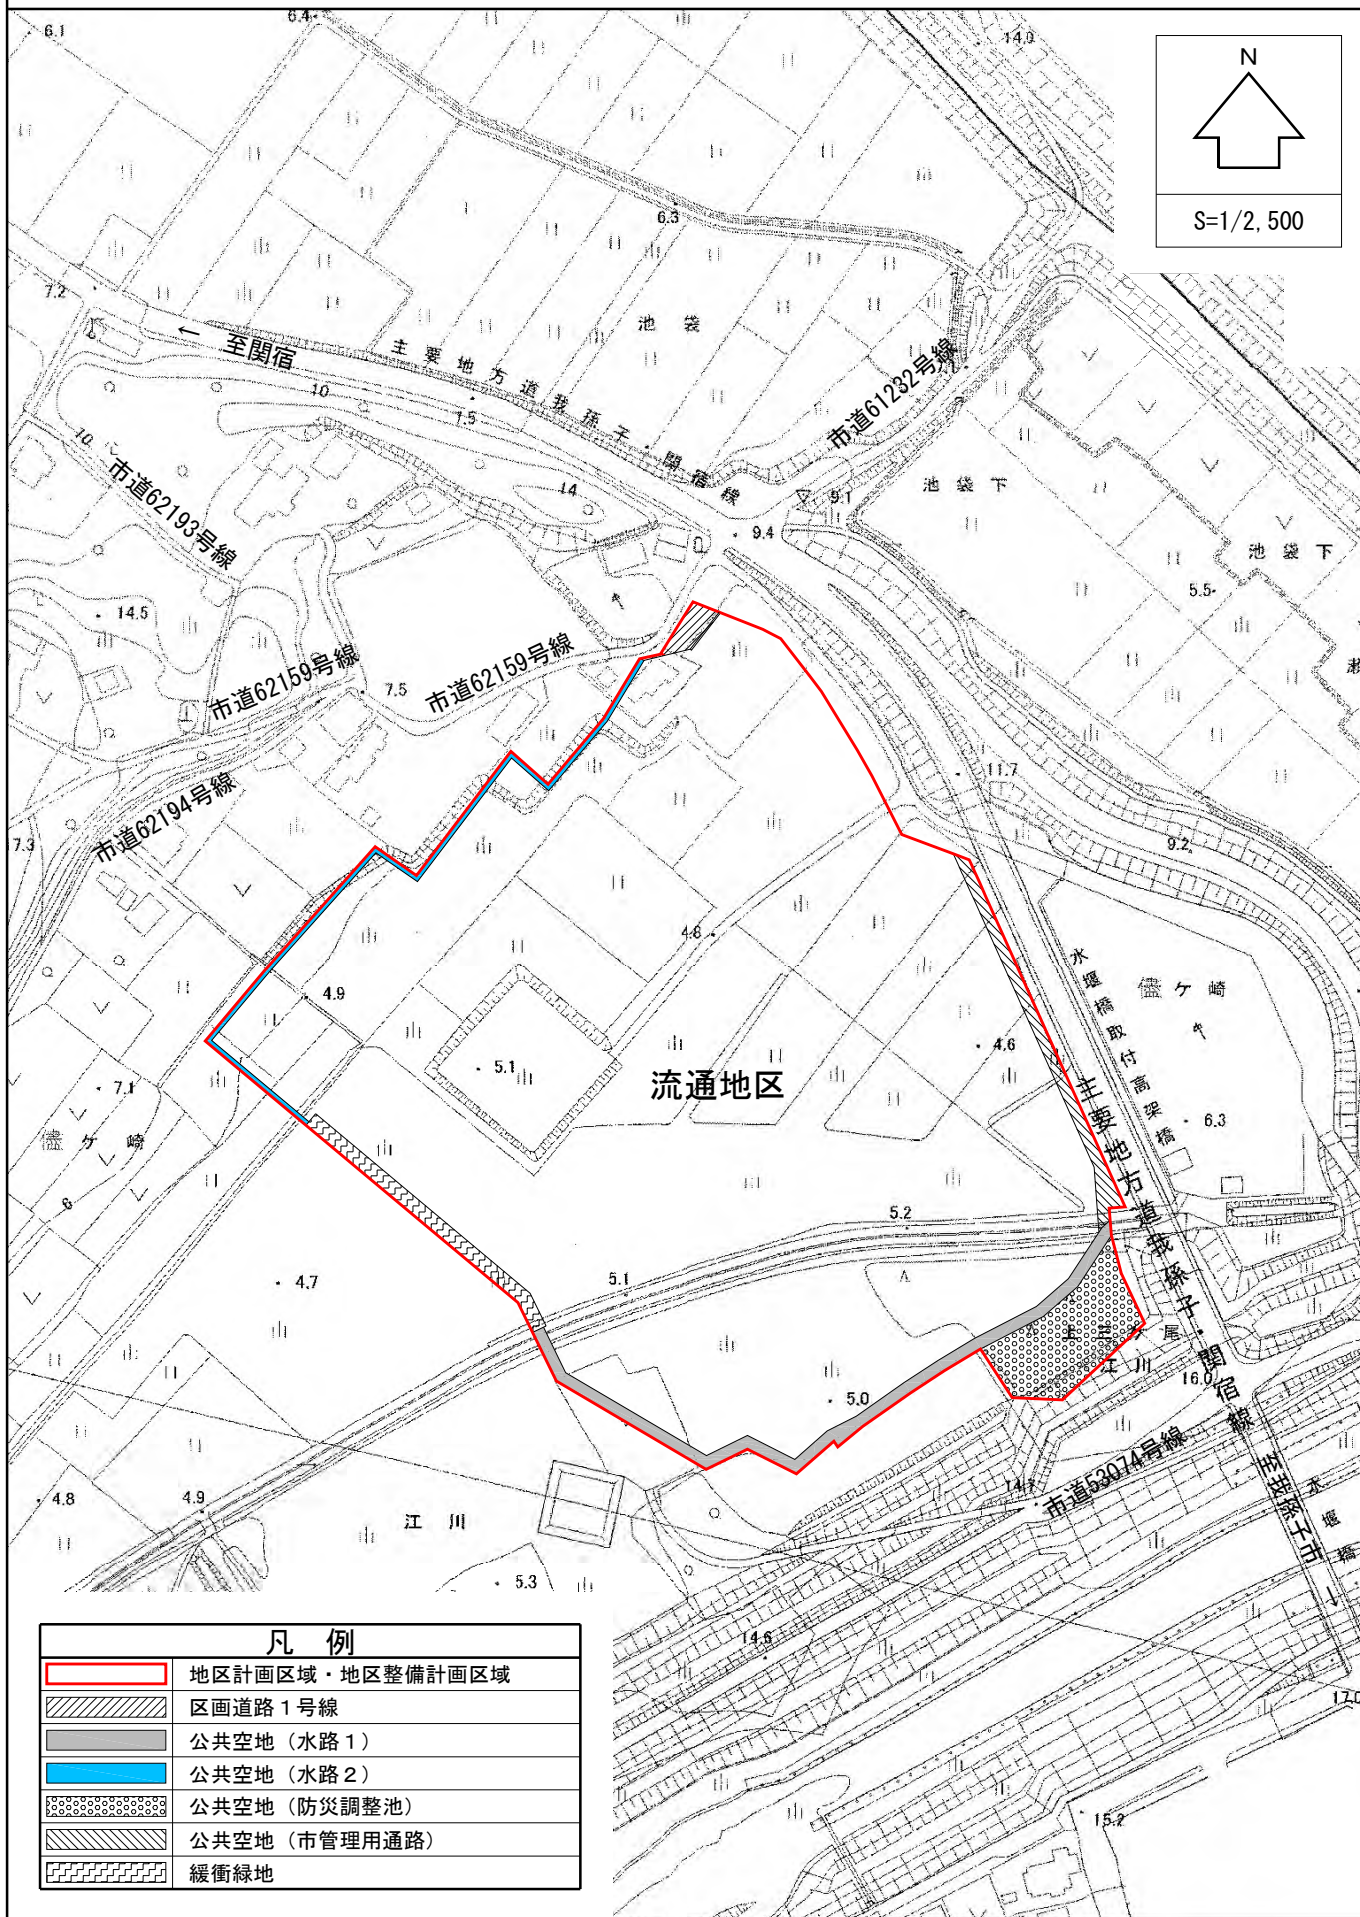 6.1
6.4
14.0
N
S=1/2,500
6.3
7.2
← 至関宿
主要地方道我孫子・関宿線
池袋
10
7.5
市道61232号線
7.1
10
市道62193号線
14
9.1
9.4
池袋下
池袋下
5.5
14.5
市道62159号線
市道62159号線
7.5
11.7
市道62194号線
7.3
9.2
4.8
4.9
水堰橋取付高架橋
儘ケ崎
5.1
4.6
流通地区
主要地方道我孫子・関宿線
7.1
儘ケ崎
6.3
6
5.2
5.1
4.7
上三ケ尾
江川
16.0
5.0
市道53074号線
14.7
至我孫子市 →
水堰橋
4.8
4.9
江川
5.3
14.6
17.0
15.2
凡例
地区計画区域・地区整備計画区域
区画道路1号線
公共空地（水路1）
公共空地（水路2）
公共空地（防災調整池）
公共空地（市管理用通路）
緩衝緑地